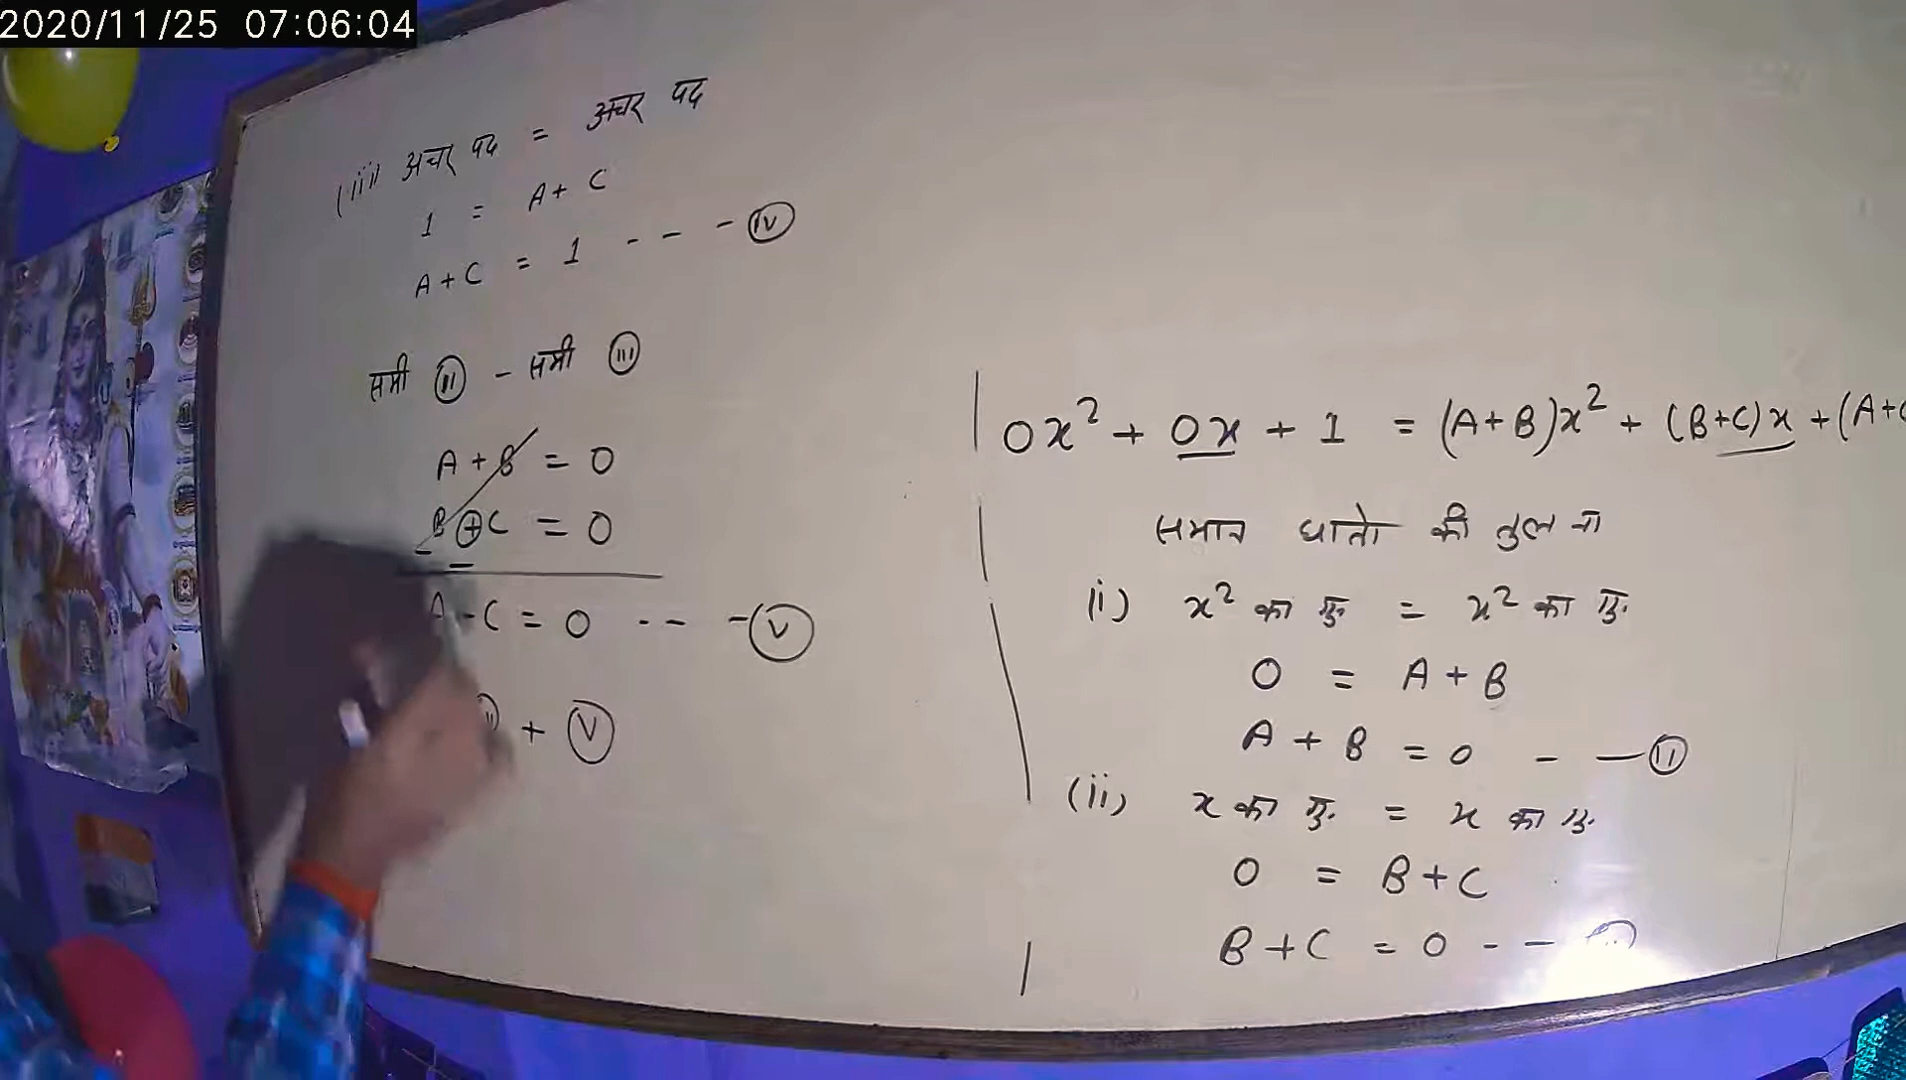 2020/11/25 07:06:04
(iii) अचर पद = अचर पद
1 = A + C
A + C = 1 - - - (IV)
समी (II) - समी (III)
A + B = 0
B + C = 0
- -
A - C = 0 - - - (V)
+ (V)
0x² + 0x + 1 = (A+B)x² + (B+C)x + (A+C
समान घातो की तुलना
(i) x² का गु. = x² का गु.
0 = A + B
A + B = 0 - - (II)
(ii) x का गु. = x का गु.
0 = B + C
B + C = 0 - -